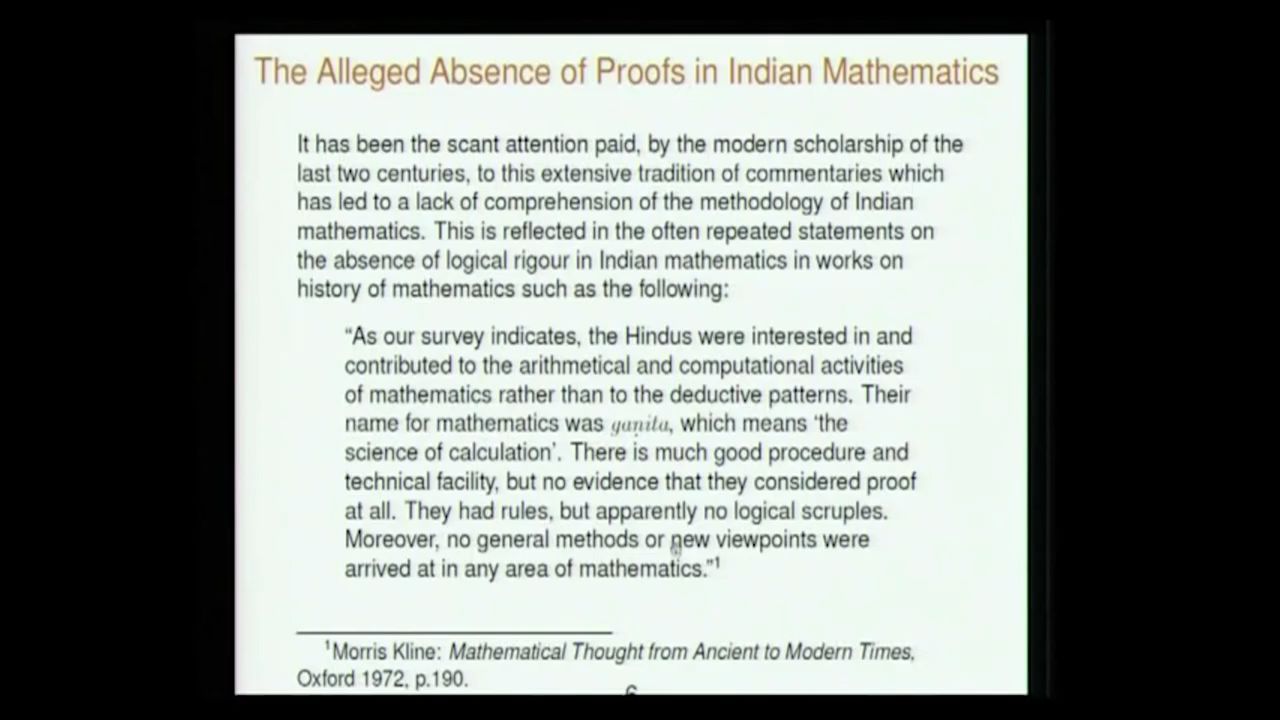 The Alleged Absence of Proofs in Indian Mathematics
It has been the scant attention paid, by the modern scholarship of the
last two centuries, to this extensive tradition of commentaries which
has led to a lack of comprehension of the methodology of Indian
mathematics. This is reflected in the often repeated statements on
the absence of logical rigour in Indian mathematics in works on
history of mathematics such as the following:
“As our survey indicates, the Hindus were interested in and
contributed to the arithmetical and computational activities
of mathematics rather than to the deductive patterns. Their
name for mathematics was gaṇita, which means ‘the
science of calculation’. There is much good procedure and
technical facility, but no evidence that they considered proof
at all. They had rules, but apparently no logical scruples.
Moreover, no general methods or new viewpoints were
arrived at in any area of mathematics.”1
1Morris Kline: Mathematical Thought from Ancient to Modern Times,
Oxford 1972, p.190.